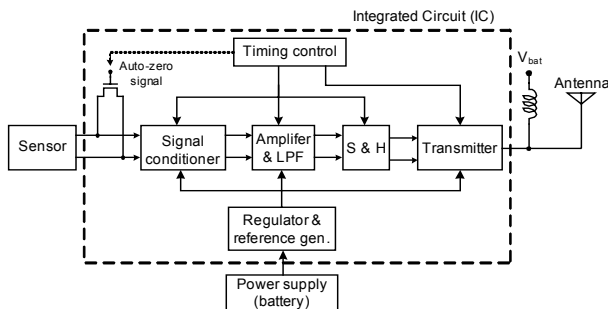 Integrated Circuit (IC)
Timing control
Auto-zero
signal
V_bat
Antenna
Sensor
Signal
conditioner
Amplifer
& LPF
S & H
Transmitter
Regulator &
reference gen.
Power supply
(battery)